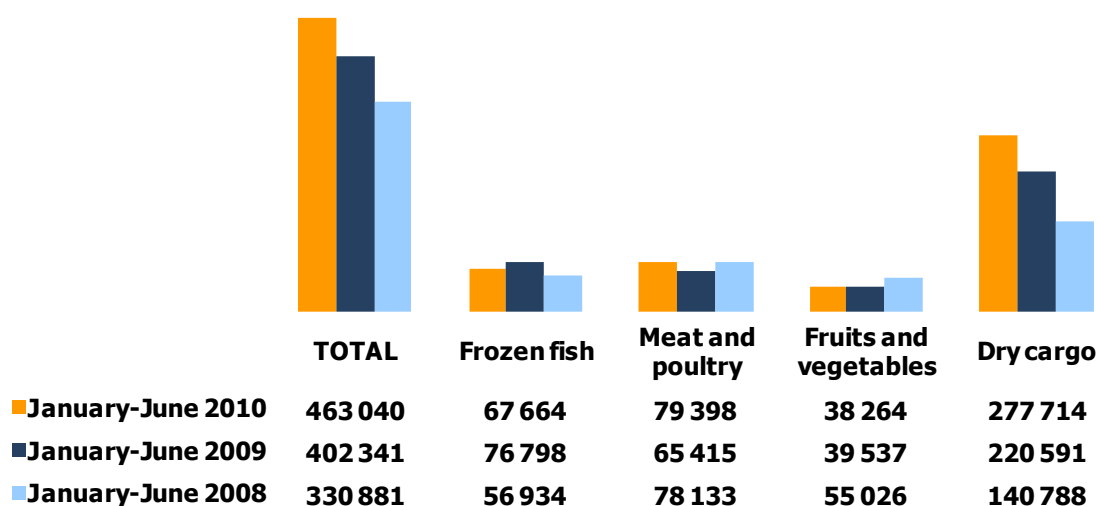 TOTAL Frozen fish Meat and poultry Fruits and vegetables Dry cargo
January-June 2010 463 040 67 664 79 398 38 264 277 714
January-June 2009 402 341 76 798 65 415 39 537 220 591
January-June 2008 330 881 56 934 78 133 55 026 140 788